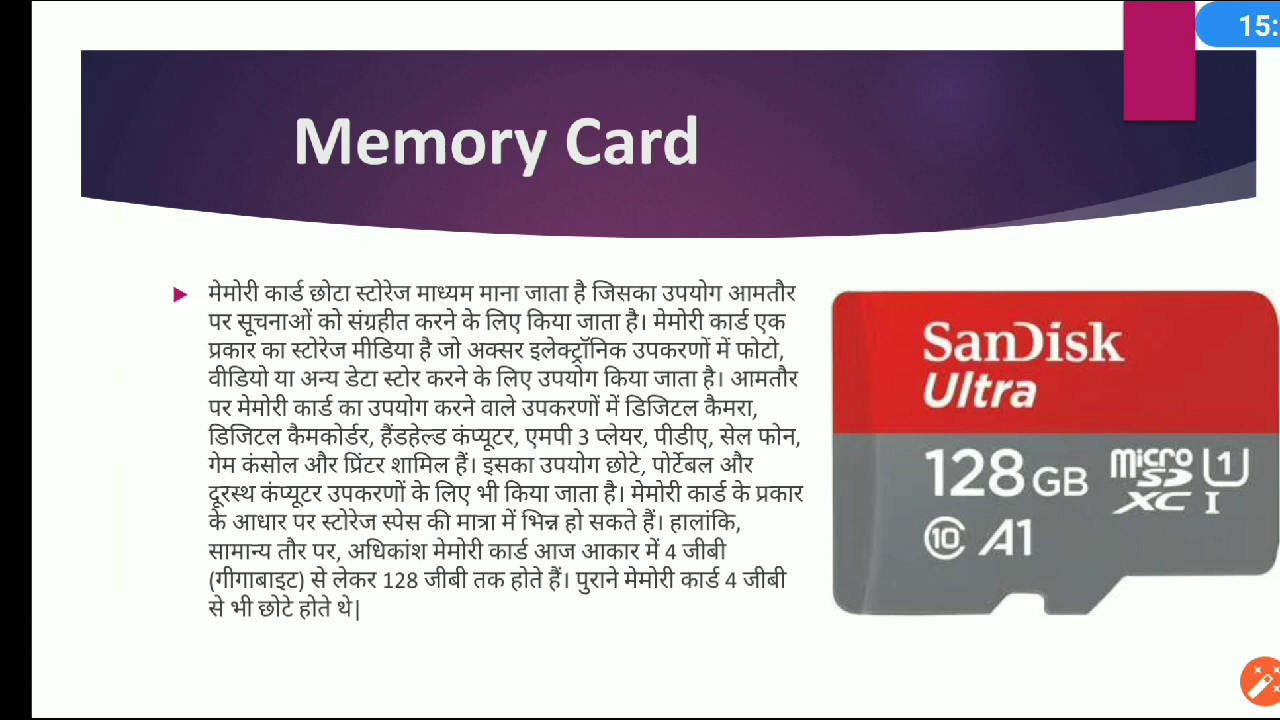 15:
Memory Card
मेमोरी कार्ड छोटा स्टोरेज माध्यम माना जाता है जिसका उपयोग आमतौर
पर सूचनाओं को संग्रहीत करने के लिए किया जाता है। मेमोरी कार्ड एक
प्रकार का स्टोरेज मीडिया है जो अक्सर इलेक्ट्रॉनिक उपकरणों में फोटो,
वीडियो या अन्य डेटा स्टोर करने के लिए उपयोग किया जाता है। आमतौर
पर मेमोरी कार्ड का उपयोग करने वाले उपकरणों में डिजिटल कैमरा,
डिजिटल कैमकोर्डर, हैंडहेल्ड कंप्यूटर, एमपी 3 प्लेयर, पीडीए, सेल फोन,
गेम कंसोल और प्रिंटर शामिल हैं। इसका उपयोग छोटे, पोर्टेबल और
दूरस्थ कंप्यूटर उपकरणों के लिए भी किया जाता है। मेमोरी कार्ड के प्रकार
के आधार पर स्टोरेज स्पेस की मात्रा में भिन्न हो सकते हैं। हालांकि,
सामान्य तौर पर, अधिकांश मेमोरी कार्ड आज आकार में 4 जीबी
(गीगाबाइट) से लेकर 128 जीबी तक होते हैं। पुराने मेमोरी कार्ड 4 जीबी
से भी छोटे होते थे|
SanDisk
Ultra
128 GB micro SD XC I 1
10 A1